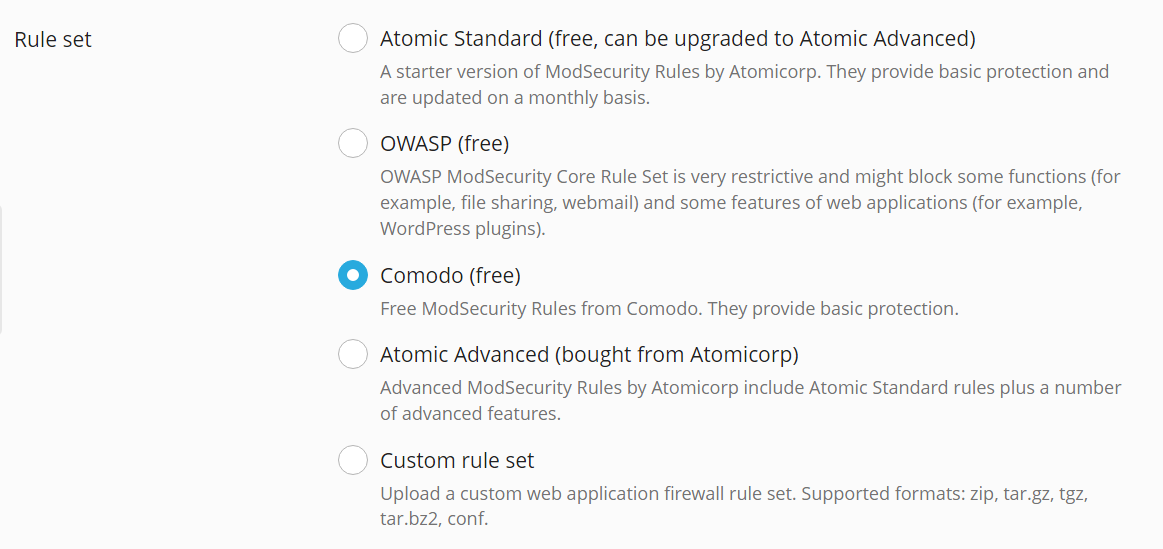 Rule set
Atomic Standard (free, can be upgraded to Atomic Advanced)
A starter version of ModSecurity Rules by Atomicorp. They provide basic protection and
are updated on a monthly basis.
OWASP (free)
OWASP ModSecurity Core Rule Set is very restrictive and might block some functions (for
example, file sharing, webmail) and some features of web applications (for example,
WordPress plugins).
Comodo (free)
Free ModSecurity Rules from Comodo. They provide basic protection.
Atomic Advanced (bought from Atomicorp)
Advanced ModSecurity Rules by Atomicorp include Atomic Standard rules plus a number
of advanced features.
Custom rule set
Upload a custom web application firewall rule set. Supported formats: zip, tar.gz, tgz,
tar.bz2, conf.